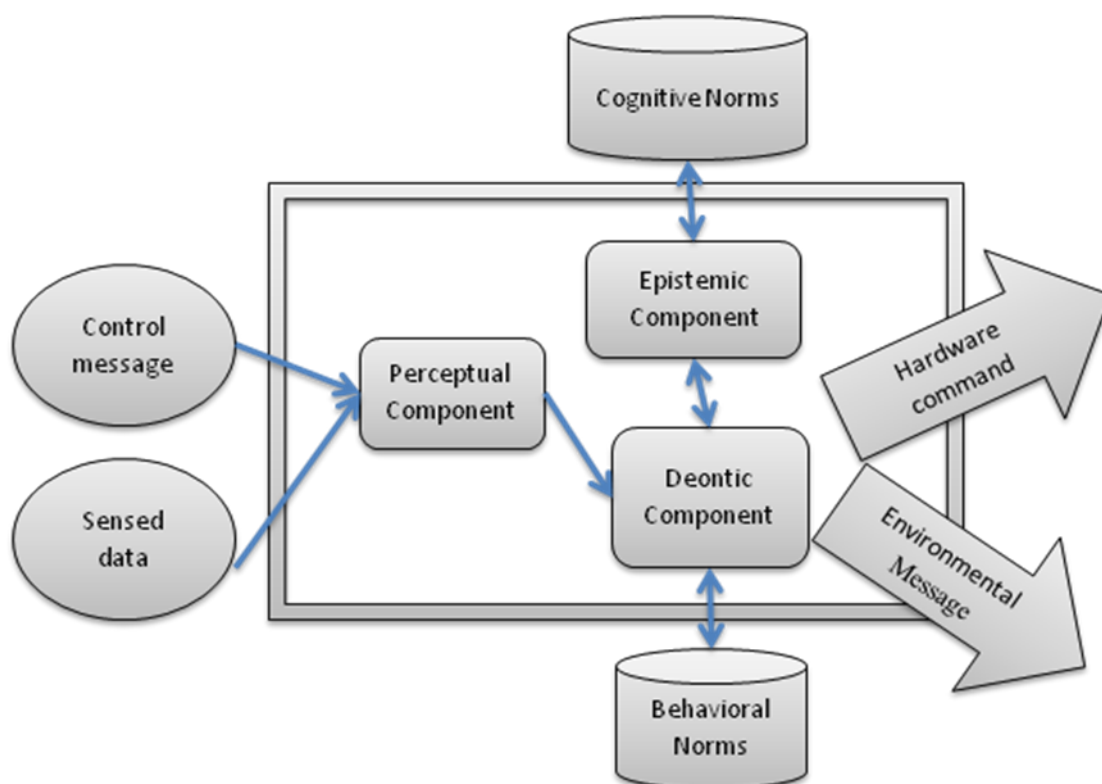 Cognitive Norms
Epistemic
Component
Control
message
Perceptual
Component
Hardware
command
Deontic
Component
Sensed
data
Environmental
Message
Behavioral
Norms